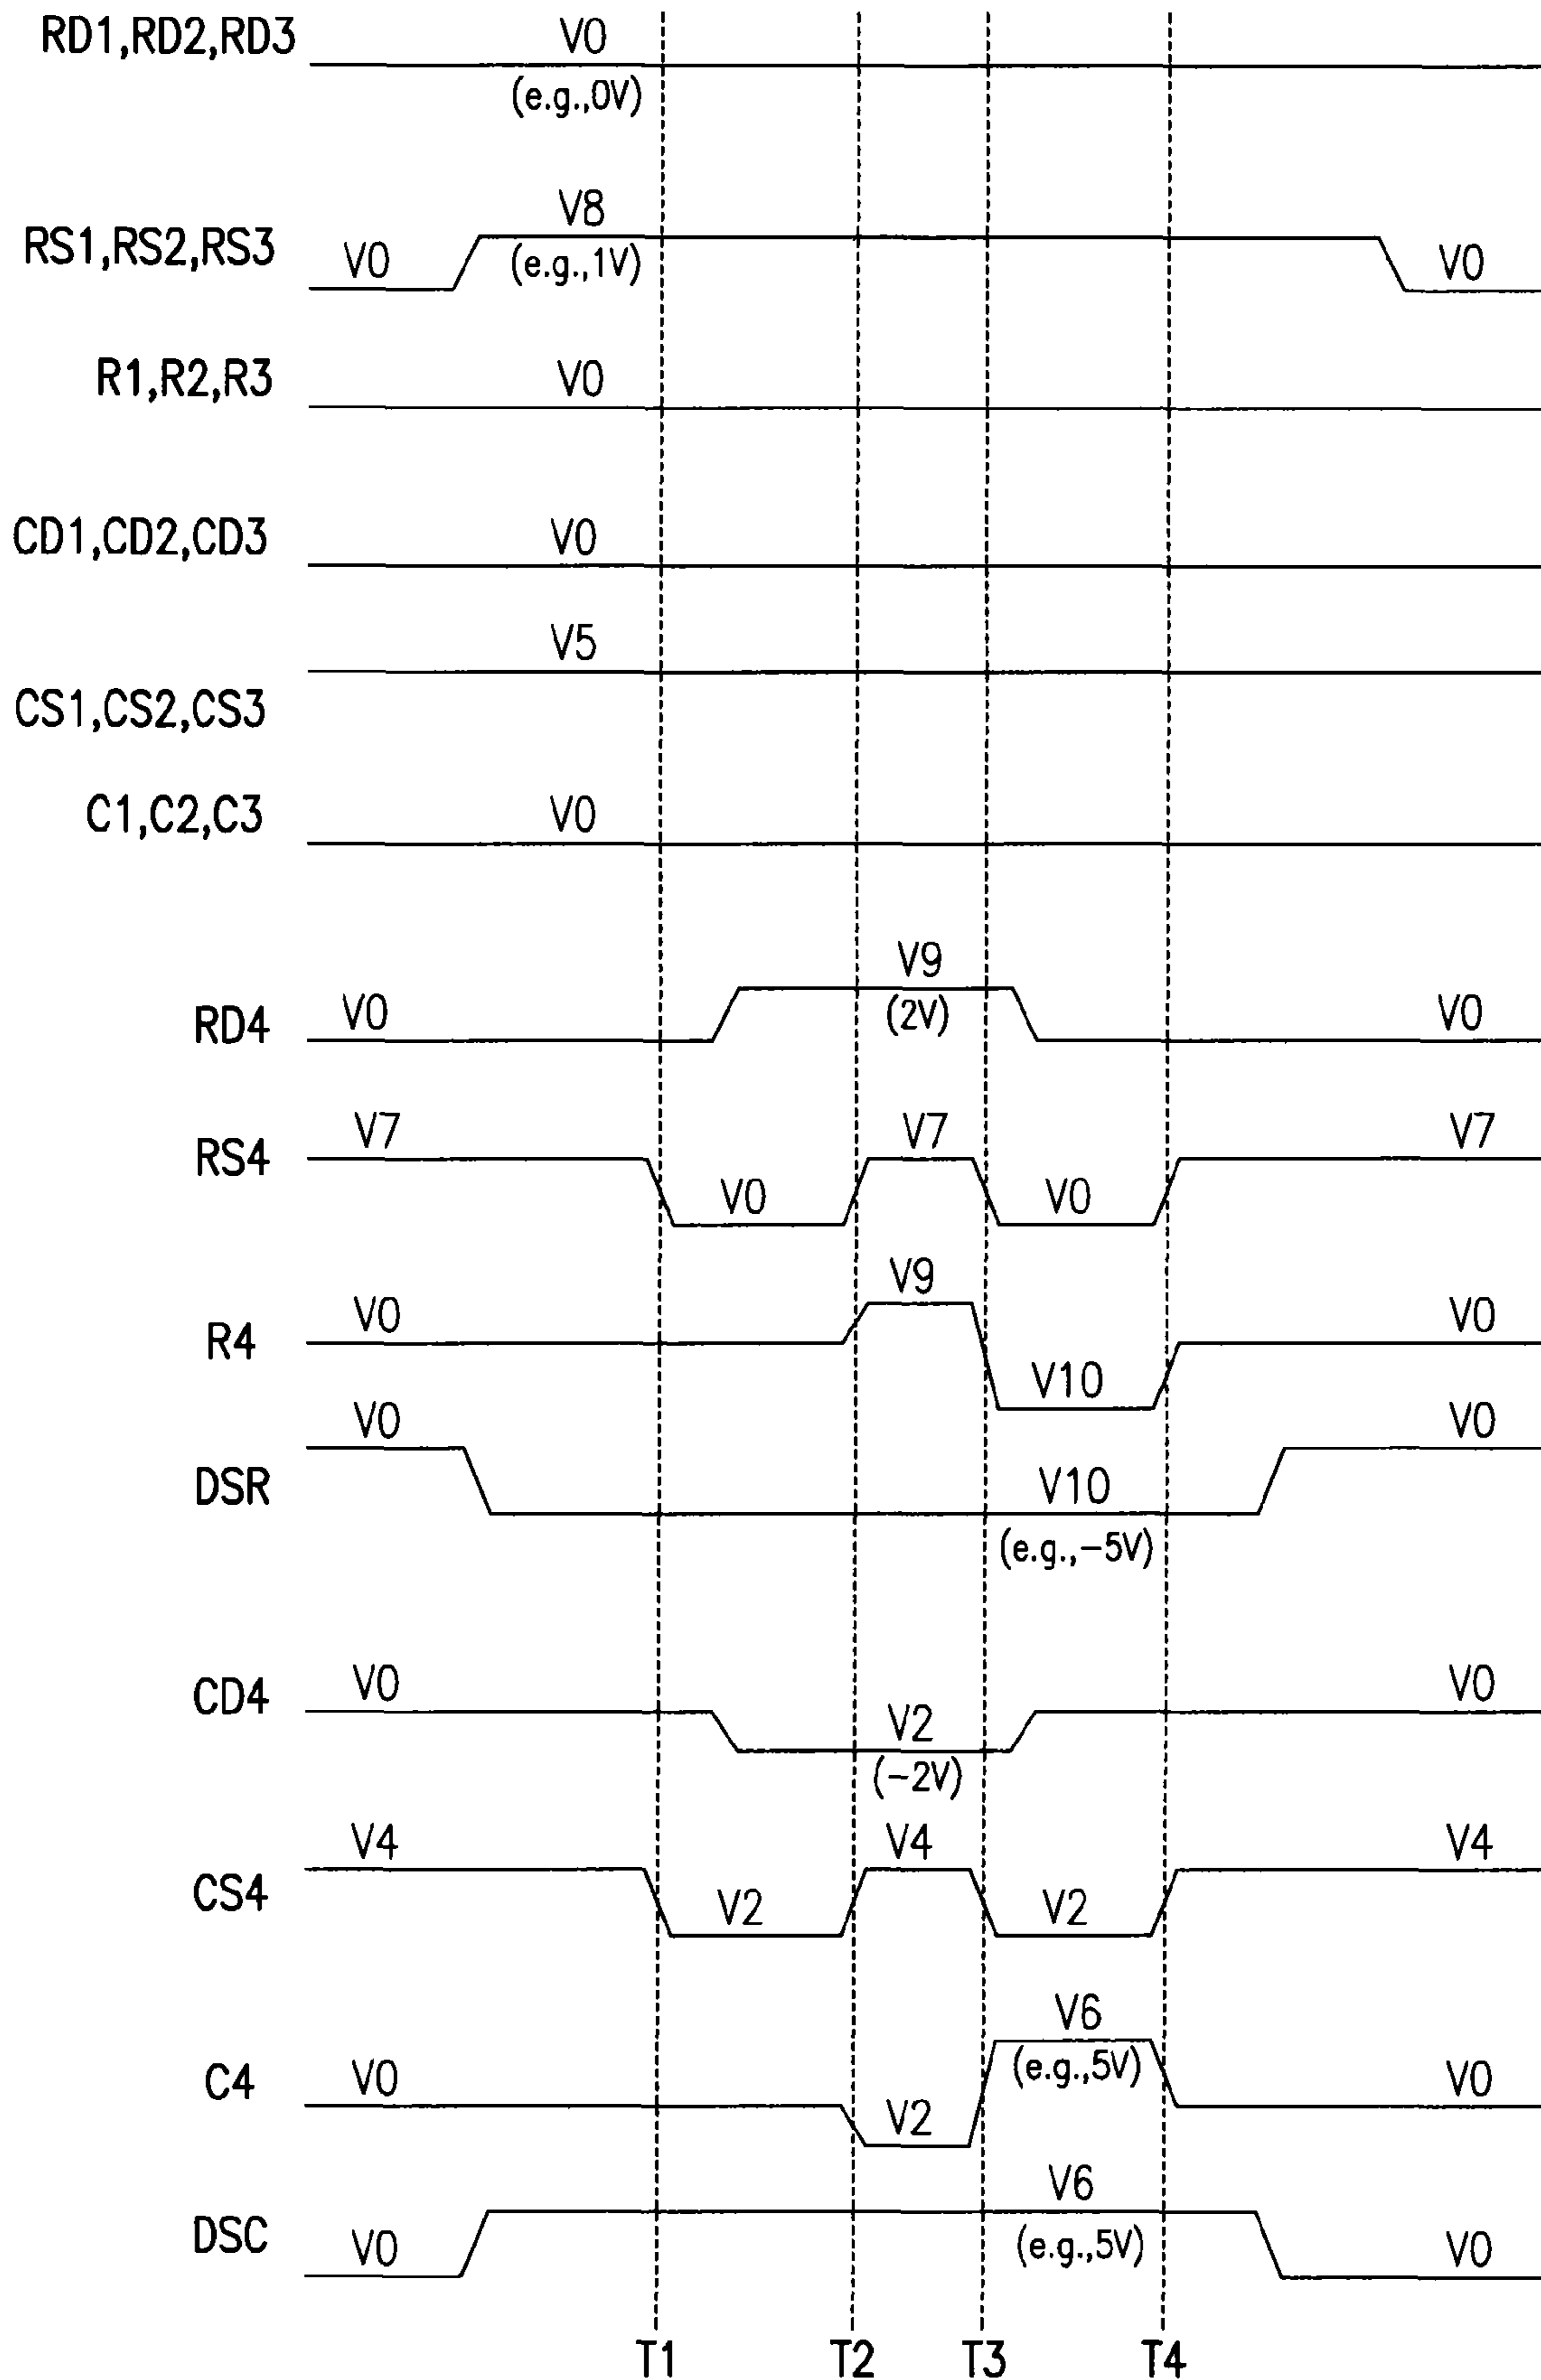 RD1,RD2,RD3 V0
(e.g.,0V)
V8
RS1,RS2,RS3 V0 (e.g.,1V) V0
R1,R2,R3 V0
CD1,CD2,CD3 V0
V5
CS1,CS2,CS3
C1,C2,C3 V0
V9
RD4 V0 (2V) V0
RS4 V7 V7 V7
V0 V0
V9
R4 V0 V0
V10
V0 V0
DSR V10
(e.g.,-5V)
CD4 V0 V0
V2
(-2V)
V4 V4 V4
CS4 V2 V2
V6
(e.g.,5V)
C4 V0 V0
V2
V6
DSC V0 (e.g.,5V) V0
T1 T2 T3 T4